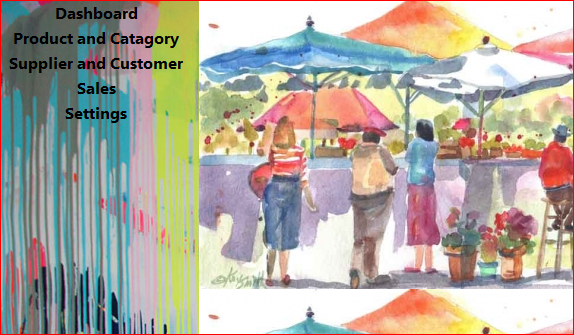 Dashboard
Product and Catagory
Supplier and Customer
Sales
Settings